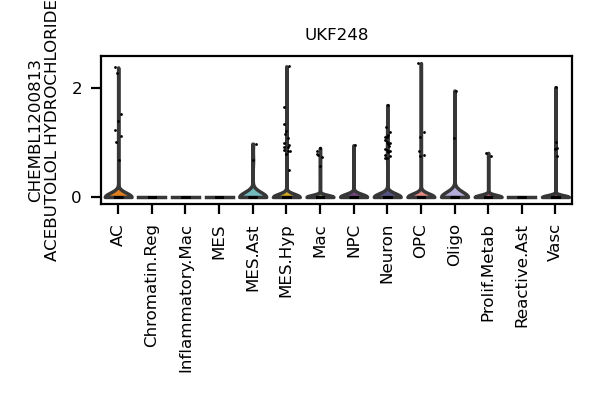 UKF248
CHEMBL1200813
ACEBUTOLOL HYDROCHLORIDE
2
0
AC
Chromatin.Reg
Inflammatory.Mac
MES
MES.Ast
MES.Hyp
Mac
NPC
Neuron
OPC
Oligo
Prolif.Metab
Reactive.Ast
Vasc